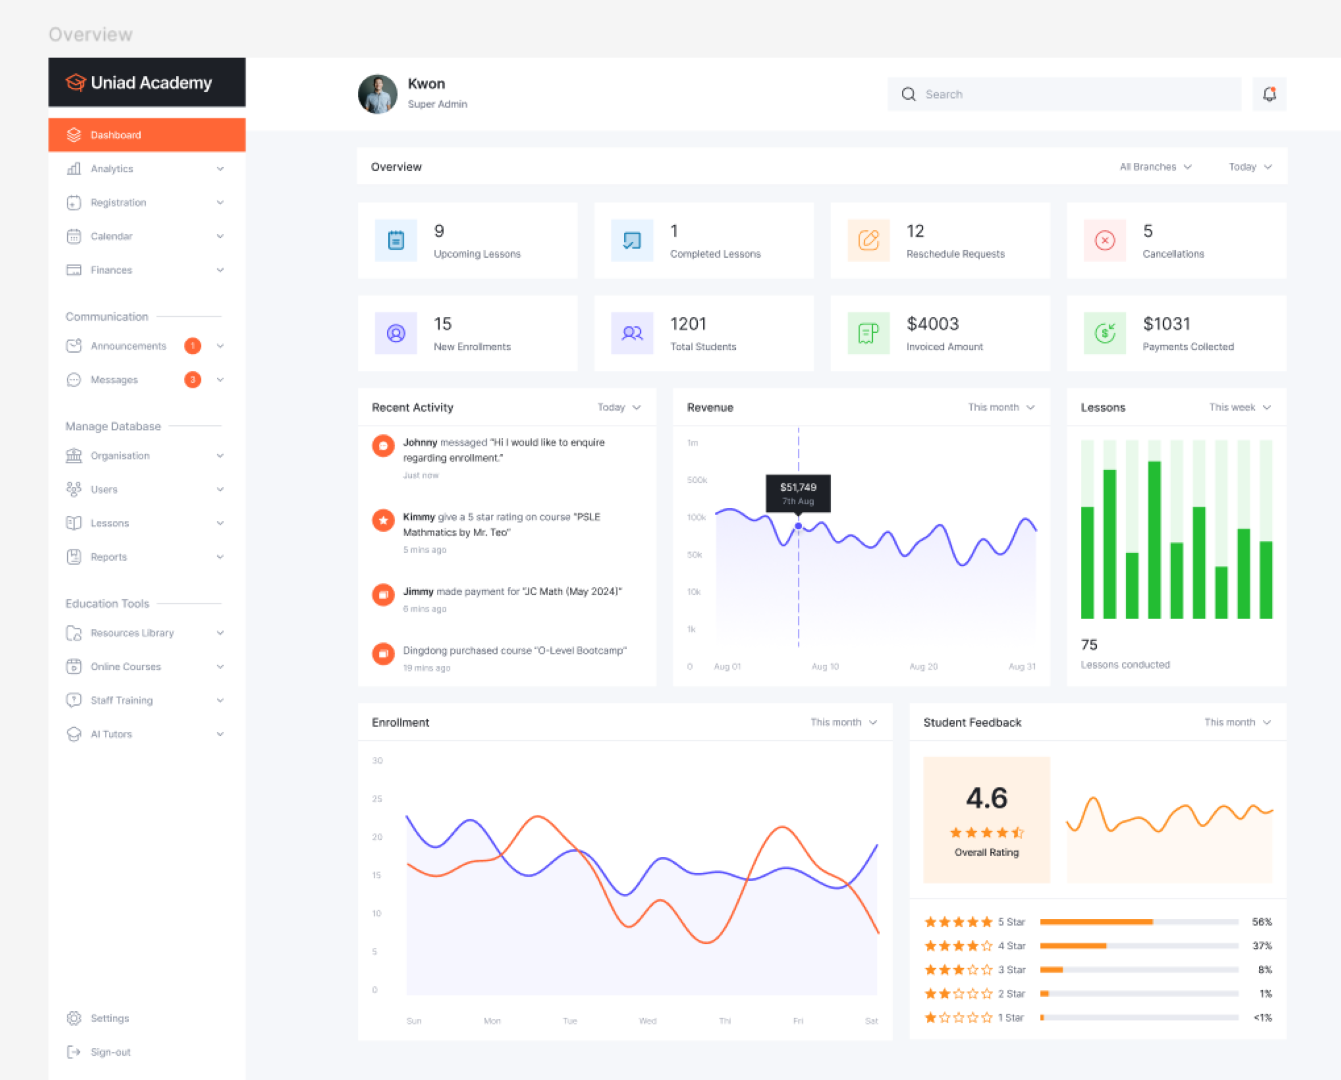 Overview
Uniad Academy
Kwon
Super Admin
Search
Dashboard
Analytics
Registration
Calendar
Finances
Communication
Announcements 1
Messages 3
Manage Database
Organisation
Users
Lessons
Reports
Education Tools
Resources Library
Online Courses
Staff Training
AI Tutors
Settings
Sign-out
Overview
All Branches
Today
9
Upcoming Lessons
1
Completed Lessons
12
Reschedule Requests
5
Cancellations
15
New Enrollments
1201
Total Students
$4003
Invoiced Amount
$1031
Payments Collected
Recent Activity
Today
Johnny messaged "Hi I would like to enquire
regarding enrollment."
Just now
Kimmy give a 5 star rating on course "PSLE
Mathmatics by Mr. Teo"
5 mins ago
Jimmy made payment for "JC Math (May 2024)"
6 mins ago
Dingdong purchased course "O-Level Bootcamp"
19 mins ago
Revenue
This month
1m
500k
100k
50k
10k
1k
0
$51,749
7th Aug
Aug 01
Aug 10
Aug 20
Aug 31
Lessons
This week
75
Lessons conducted
Enrollment
This month
30
25
20
15
10
5
0
Sun
Mon
Tue
Wed
Thi
Fri
Sat
Student Feedback
This month
4.6
Overall Rating
5 Star 56%
4 Star 37%
3 Star 8%
2 Star 1%
1 Star <1%